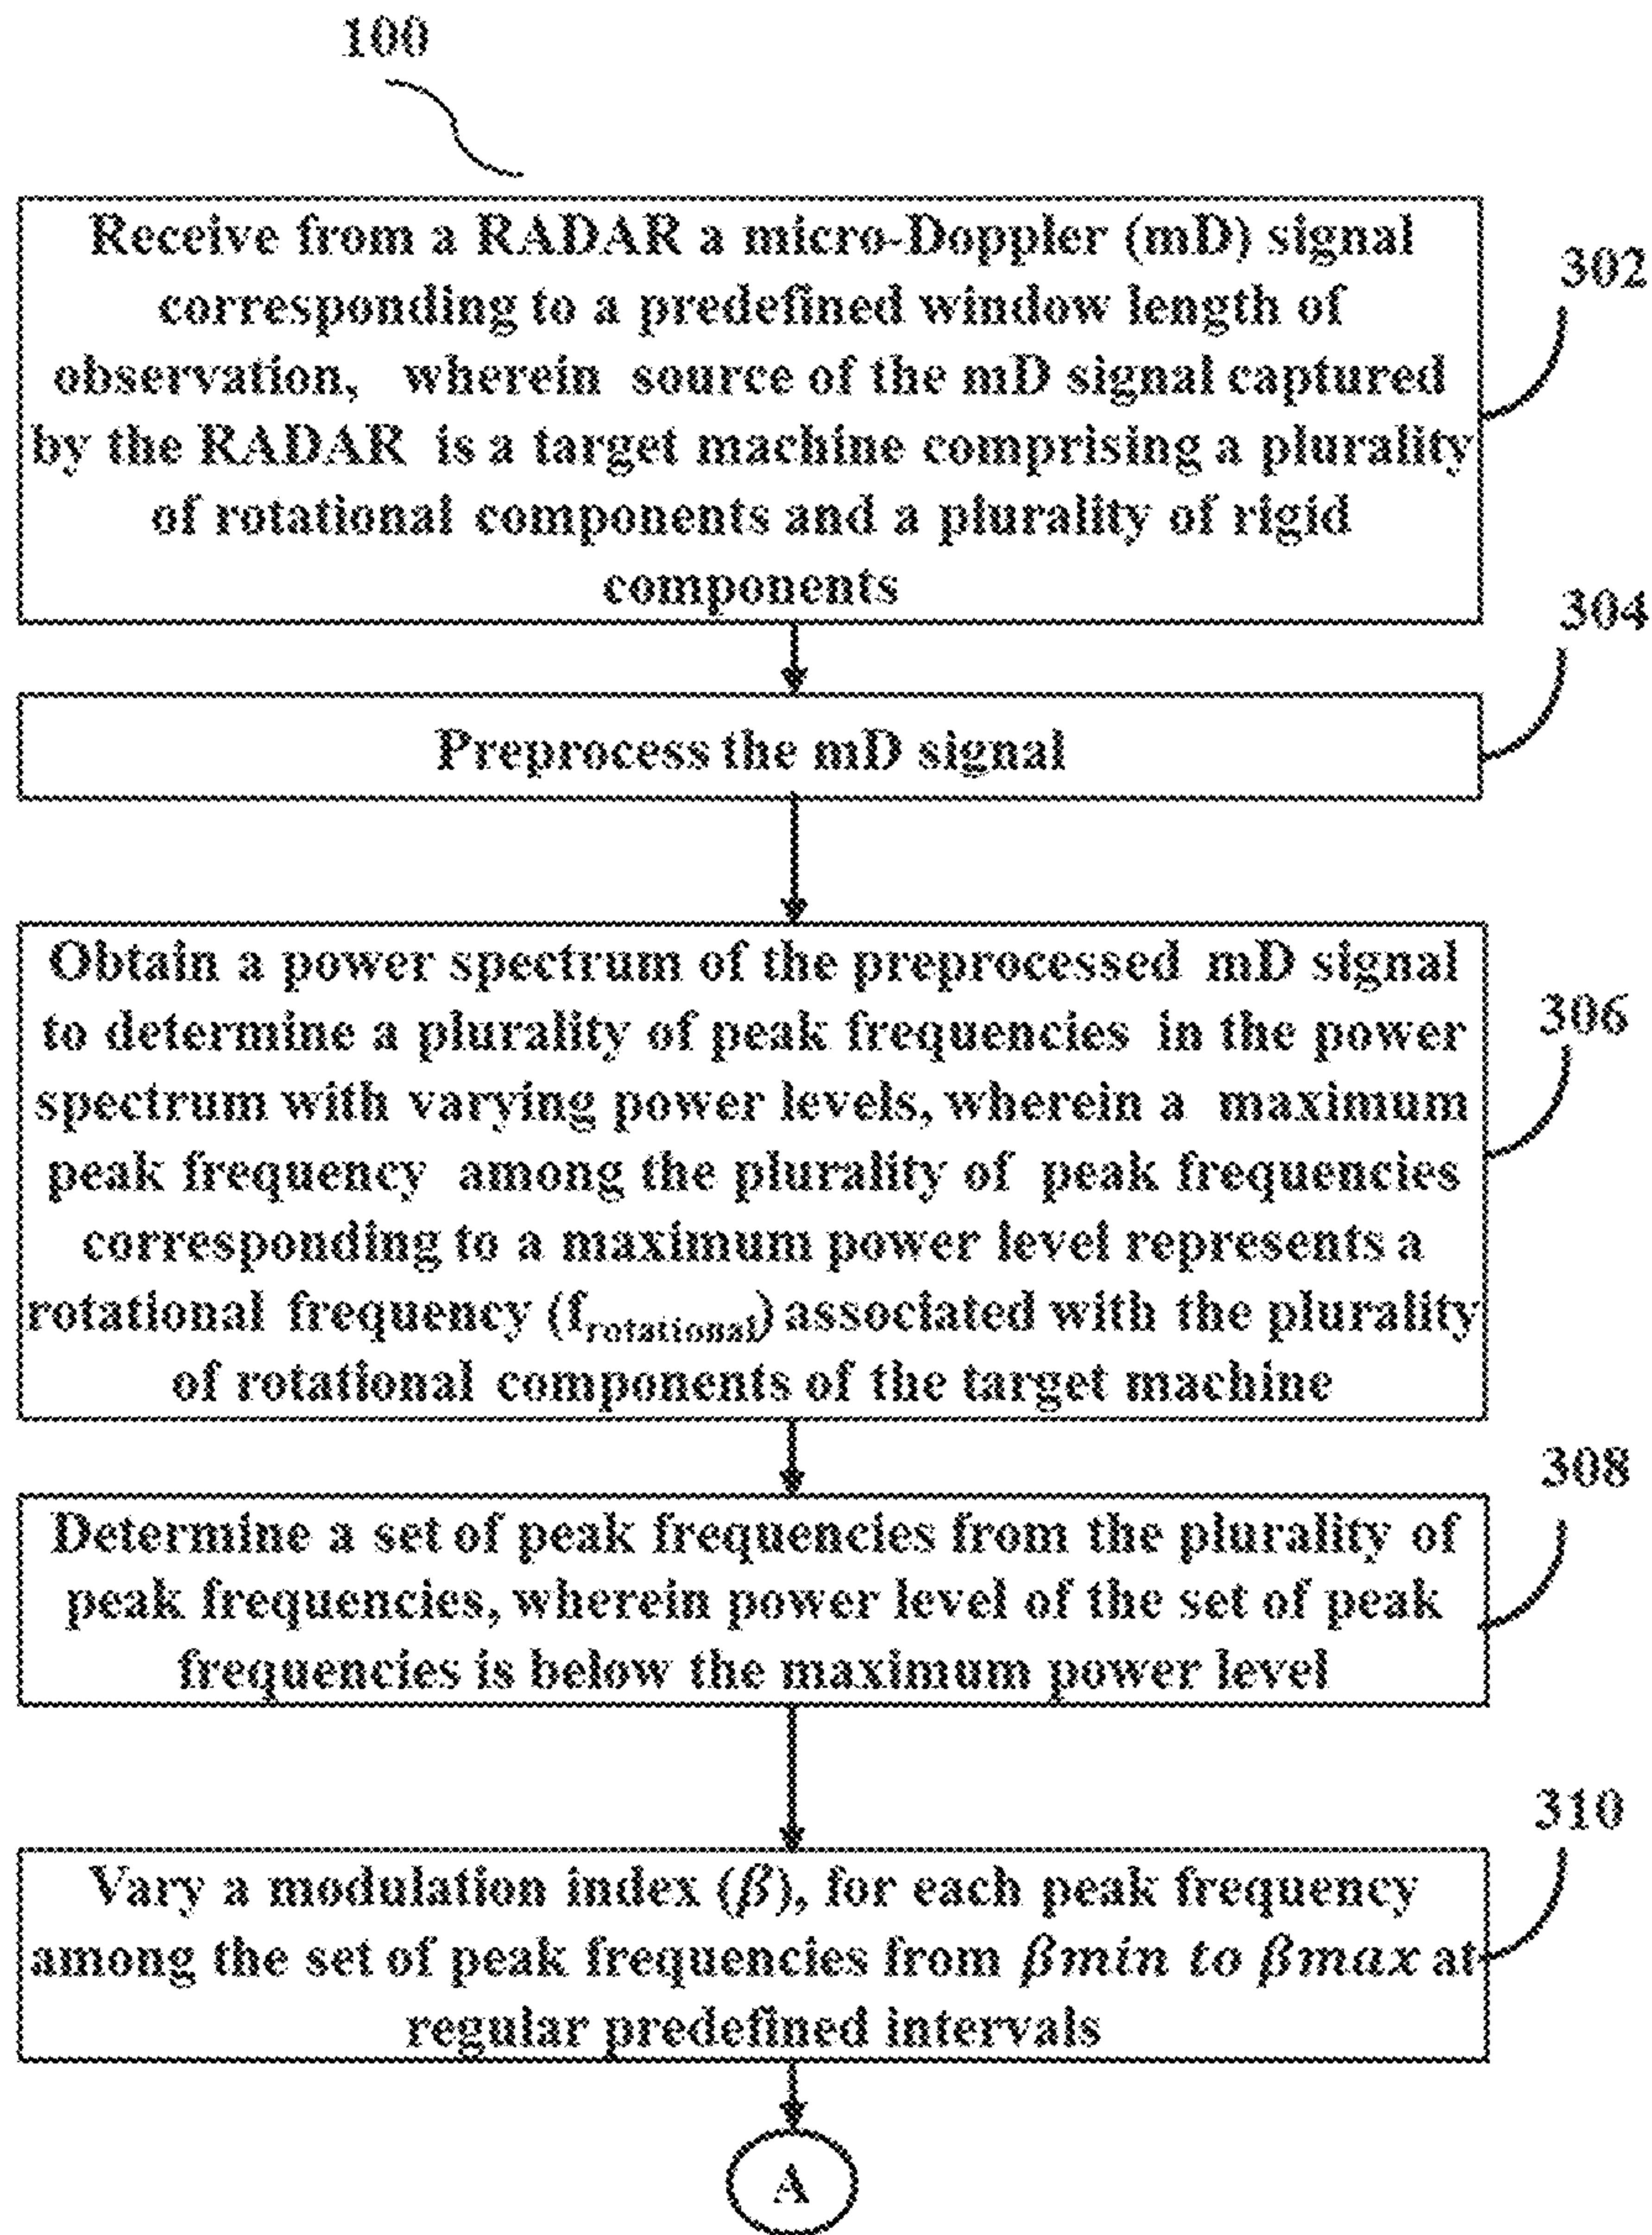 100
Receive from a RADAR a micro-Doppler (mD) signal
corresponding to a predefined window length of
observation, wherein source of the mD signal captured
by the RADAR is a target machine comprising a plurality
of rotational components and a plurality of rigid
components
302
304
Preprocess the mD signal
Obtain a power spectrum of the preprocessed mD signal
to determine a plurality of peak frequencies in the power
spectrum with varying power levels, wherein a maximum
peak frequency among the plurality of peak frequencies
corresponding to a maximum power level represents a
rotational frequency (f_rotational) associated with the plurality
of rotational components of the target machine
306
308
Determine a set of peak frequencies from the plurality of
peak frequencies, wherein power level of the set of peak
frequencies is below the maximum power level
310
Vary a modulation index (β), for each peak frequency
among the set of peak frequencies from βmin to βmax at
regular predefined intervals
A